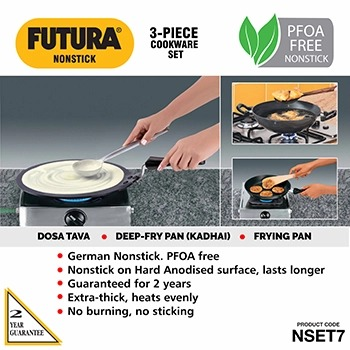 FUTURA®
NONSTICK
3-PIECE
COOKWARE
SET
PFOA
FREE
NONSTICK
DOSA TAVA • DEEP-FRY PAN (KADHAI) • FRYING PAN
• German Nonstick. PFOA free
• Nonstick on Hard Anodised surface, lasts longer
• Guaranteed for 2 years
• Extra-thick, heats evenly
• No burning, no sticking
2
YEAR
GUARANTEE
PRODUCT CODE
NSET7